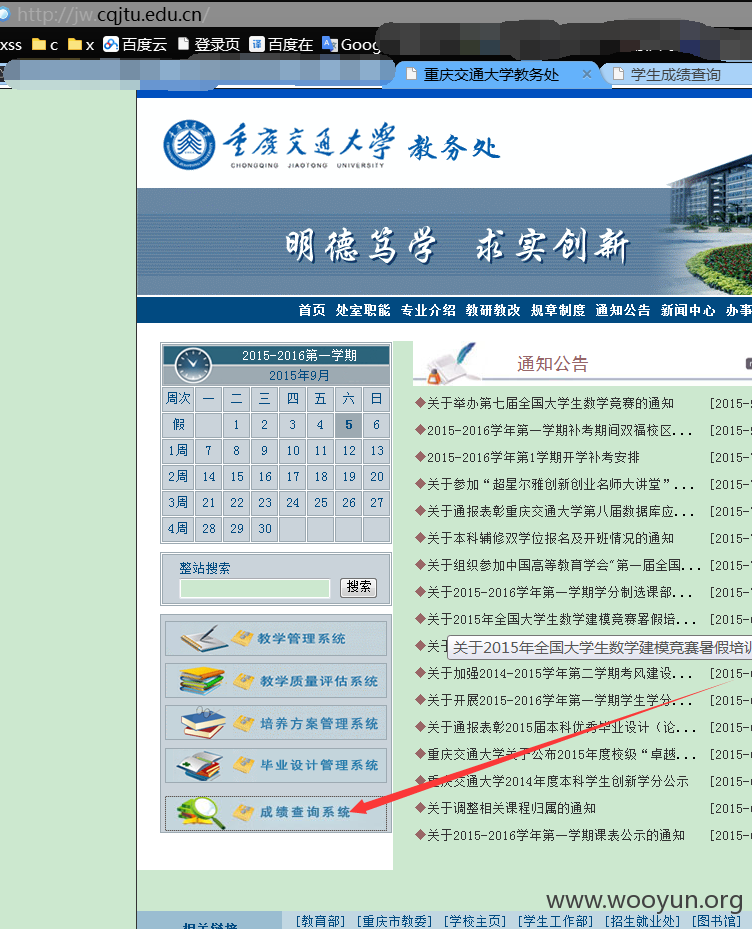 http://jw.cqjtu.edu.cn/
xss c x 百度云 登录页 百度在 Goog
重庆交通大学教务处 × 学生成绩查询
重庆交通大学 教务处
CHONGQING JIAOTONG UNIVERSITY
明德笃学 求实创新
首页 处室职能 专业介绍 教研教改 规章制度 通知公告 新闻中心 办事
2015-2016第一学期
2015年9月
周次 一 二 三 四 五 六 日
假 1 2 3 4 5 6
1周 7 8 9 10 11 12 13
2周 14 15 16 17 18 19 20
3周 21 22 23 24 25 26 27
4周 28 29 30
整站搜索
搜索
教学管理系统
教学质量评估系统
培养方案管理系统
毕业设计管理系统
成绩查询系统
通知公告
◆关于举办第七届全国大学生数学竞赛的通知 [2015-
◆2015-2016学年第一学期补考期间双福校区... [2015-
◆2015-2016学年第1学期开学补考安排 [2015-
◆关于参加“超星尔雅创新创业名师大讲堂”... [2015-
◆关于通报表彰重庆交通大学第八届数据库应... [2015-
◆关于本科辅修双学位报名及开班情况的通知 [2015-
◆关于组织参加中国高等教育学会“第一届全国... [2015-
◆关于2015-2016学年第一学期学分制选课部... [2015-
◆关于2015年全国大学生数学建模竞赛暑假培... [2015-
◆关于2015年全国大学生数学建模竞赛暑假培训
◆关于加强2014-2015学年第二学期考风建设... [2015-
◆关于开展2015-2016学年第一学期学生学分... [2015-
◆关于通报表彰2015届本科优秀毕业设计（论... [2015-
◆重庆交通大学关于公布2015年度校级“卓越... [2015-
◆重庆交通大学2014年度本科学生创新学分公示 [2015-
◆关于调整相关课程归属的通知 [2015-
◆关于2015-2016学年第一学期课表公示的通知 [2015-
www.wooyun.org
相关链接 [教育部] [重庆市教委] [学校主页] [学生工作部] [招生就业处] [图书馆]